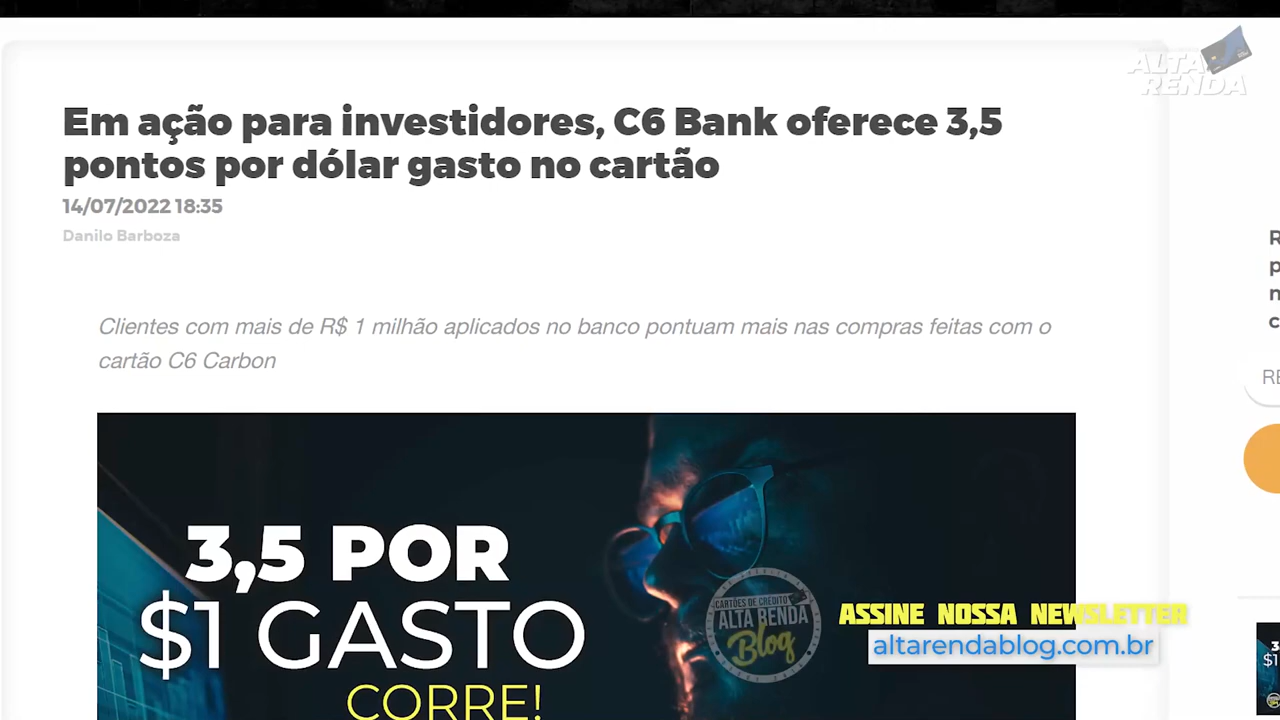 ALTA
RENDA
Em ação para investidores, C6 Bank oferece 3,5
pontos por dólar gasto no cartão
14/07/2022 18:35
Danilo Barboza
Clientes com mais de R$ 1 milhão aplicados no banco pontuam mais nas compras feitas com o
cartão C6 Carbon
3,5 POR
$1 GASTO
CORRE!
CARTÕES DE CRÉDITO
ALTA RENDA
Blog
ASSINE NOSSA NEWSLETTER
altarendablog.com.br